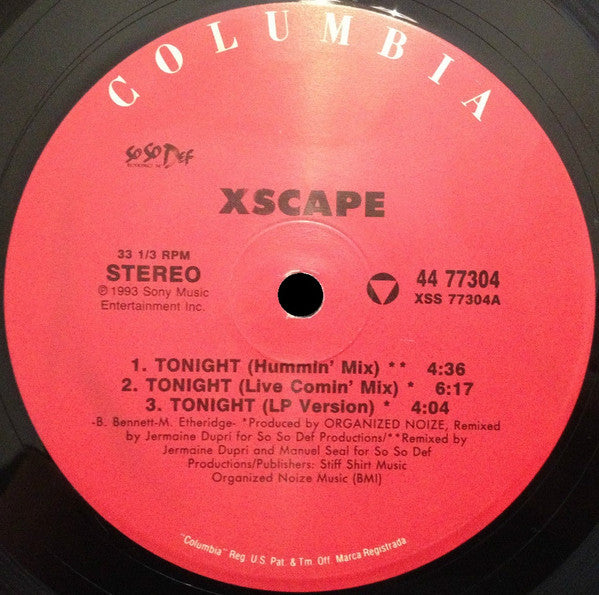 COLUMBIA
SO SO DEF
XSCAPE
33 1/3 RPM
STEREO
℗ 1993 Sony Music
Entertainment Inc.
44 77304
XSS 77304A
1. TONIGHT (Hummin' Mix) ** 4:36
2. TONIGHT (Live Comin' Mix) * 6:17
3. TONIGHT (LP Version) * 4:04
-B. Bennett-M. Etheridge- *Produced by ORGANIZED NOIZE, Remixed
by Jermaine Dupri for So So Def Productions/**Remixed by
Jermaine Dupri and Manuel Seal for So So Def
Productions/Publishers: Stiff Shirt Music
Organized Noize Music (BMI)
"Columbia" Reg. U.S. Pat. & Tm. Off. Marca Registrada